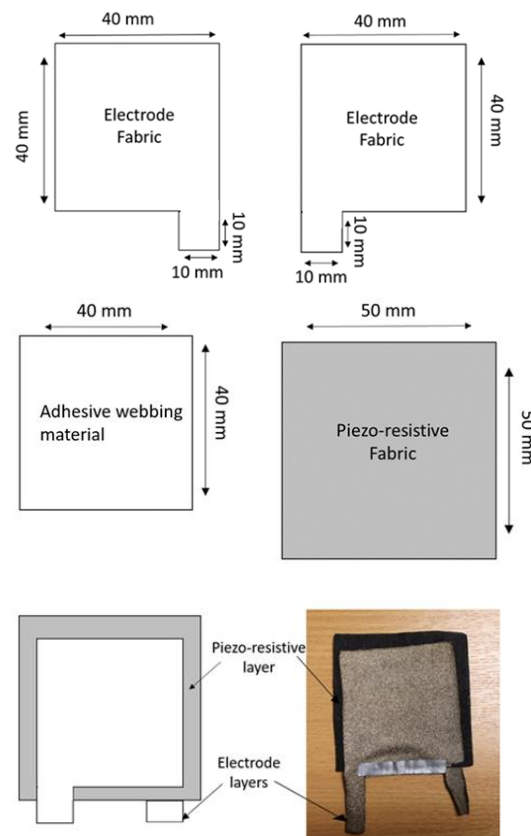 40 mm
40 mm
40 mm
Electrode
Fabric
10 mm
10 mm
Electrode
Fabric
40 mm
10 mm
10 mm
40 mm
Adhesive webbing
material
40 mm
50 mm
Piezo-resistive
Fabric
50 mm
Piezo-resistive
layer
Electrode
layers